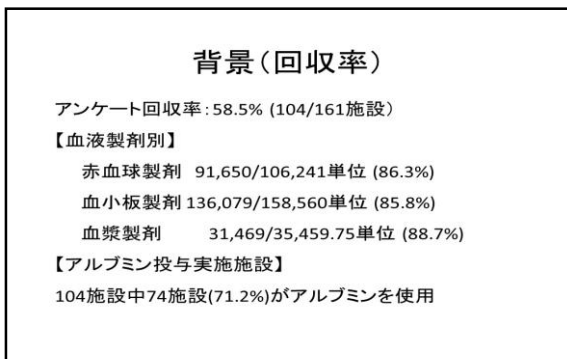 背景(回収率)
アンケート回収率:58.5% (104/161施設)
【血液製剤別】
赤血球製剤 91,650/106,241単位 (86.3%)
血小板製剤 136,079/158,560単位 (85.8%)
血漿製剤 31,469/35,459.75単位 (88.7%)
【アルブミン投与実施施設】
104施設中74施設(71.2%)がアルブミンを使用